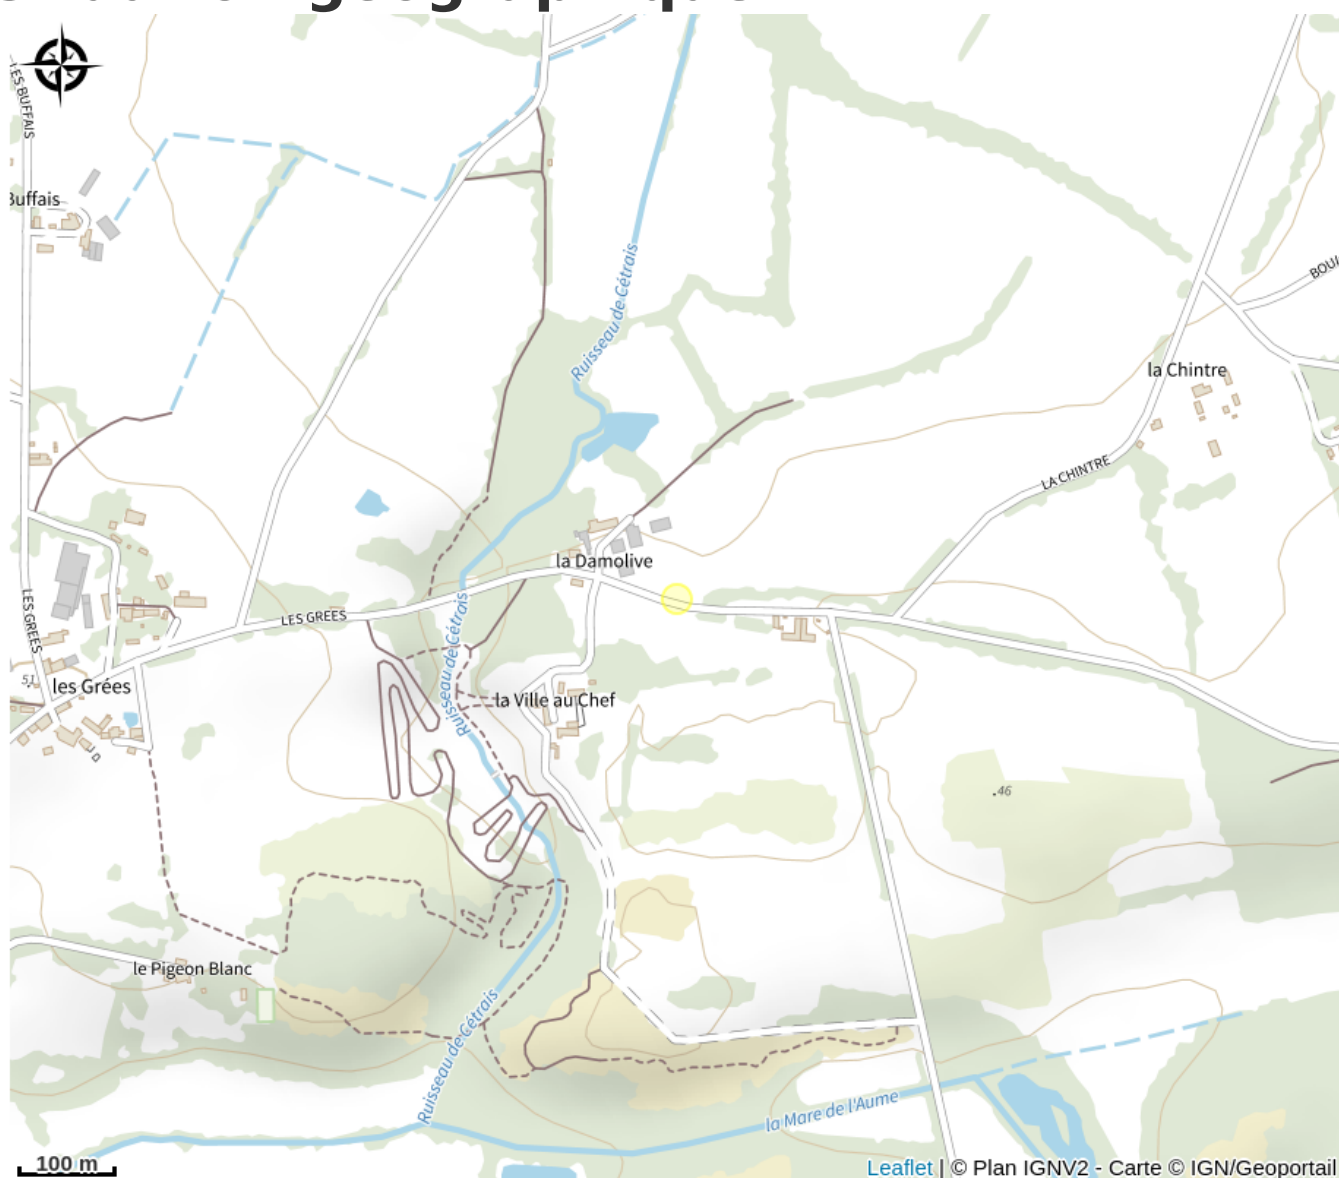 LES BUFFAIS
Buffais
Ruisseau de Cétrais
BOUL
la Chintre
LA CHINTRE
la Damolive
LES GREES
LES GREES
Ruisseau de Cétrais
51
les Grées
la Ville au Chef
46
le Pigeon Blanc
Ruisseau de Cétrais
la Mare de l'Aume
100 m
Leaflet | © Plan IGNV2 - Carte © IGN/Geoportail